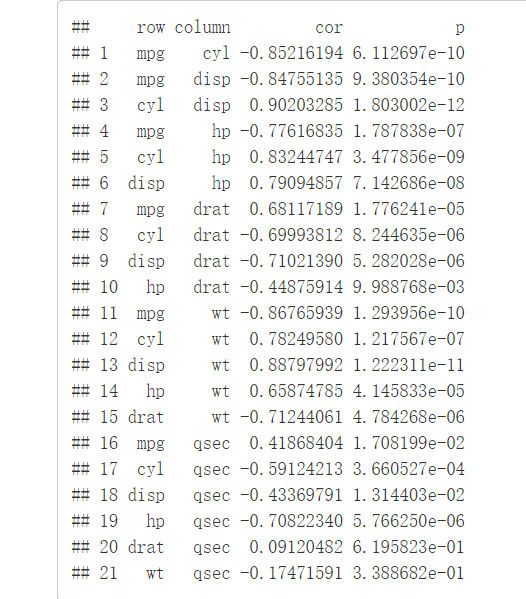 ##     row column         cor            p
## 1   mpg    cyl -0.85216194 6.112697e-10
## 2   mpg   disp -0.84755135 9.380354e-10
## 3   cyl   disp  0.90203285 1.803002e-12
## 4   mpg     hp -0.77616835 1.787838e-07
## 5   cyl     hp  0.83244747 3.477856e-09
## 6  disp     hp  0.79094857 7.142686e-08
## 7   mpg   drat  0.68117189 1.776241e-05
## 8   cyl   drat -0.69993812 8.244635e-06
## 9  disp   drat -0.71021390 5.282028e-06
## 10   hp   drat -0.44875914 9.988768e-03
## 11  mpg     wt -0.86765939 1.293956e-10
## 12  cyl     wt  0.78249580 1.217567e-07
## 13 disp     wt  0.88797992 1.222311e-11
## 14   hp     wt  0.65874785 4.145833e-05
## 15 drat     wt -0.71244061 4.784268e-06
## 16  mpg   qsec  0.41868404 1.708199e-02
## 17  cyl   qsec -0.59124213 3.660527e-04
## 18 disp   qsec -0.43369791 1.314403e-02
## 19   hp   qsec -0.70822340 5.766250e-06
## 20 drat   qsec  0.09120482 6.195823e-01
## 21   wt   qsec -0.17471591 3.388682e-01